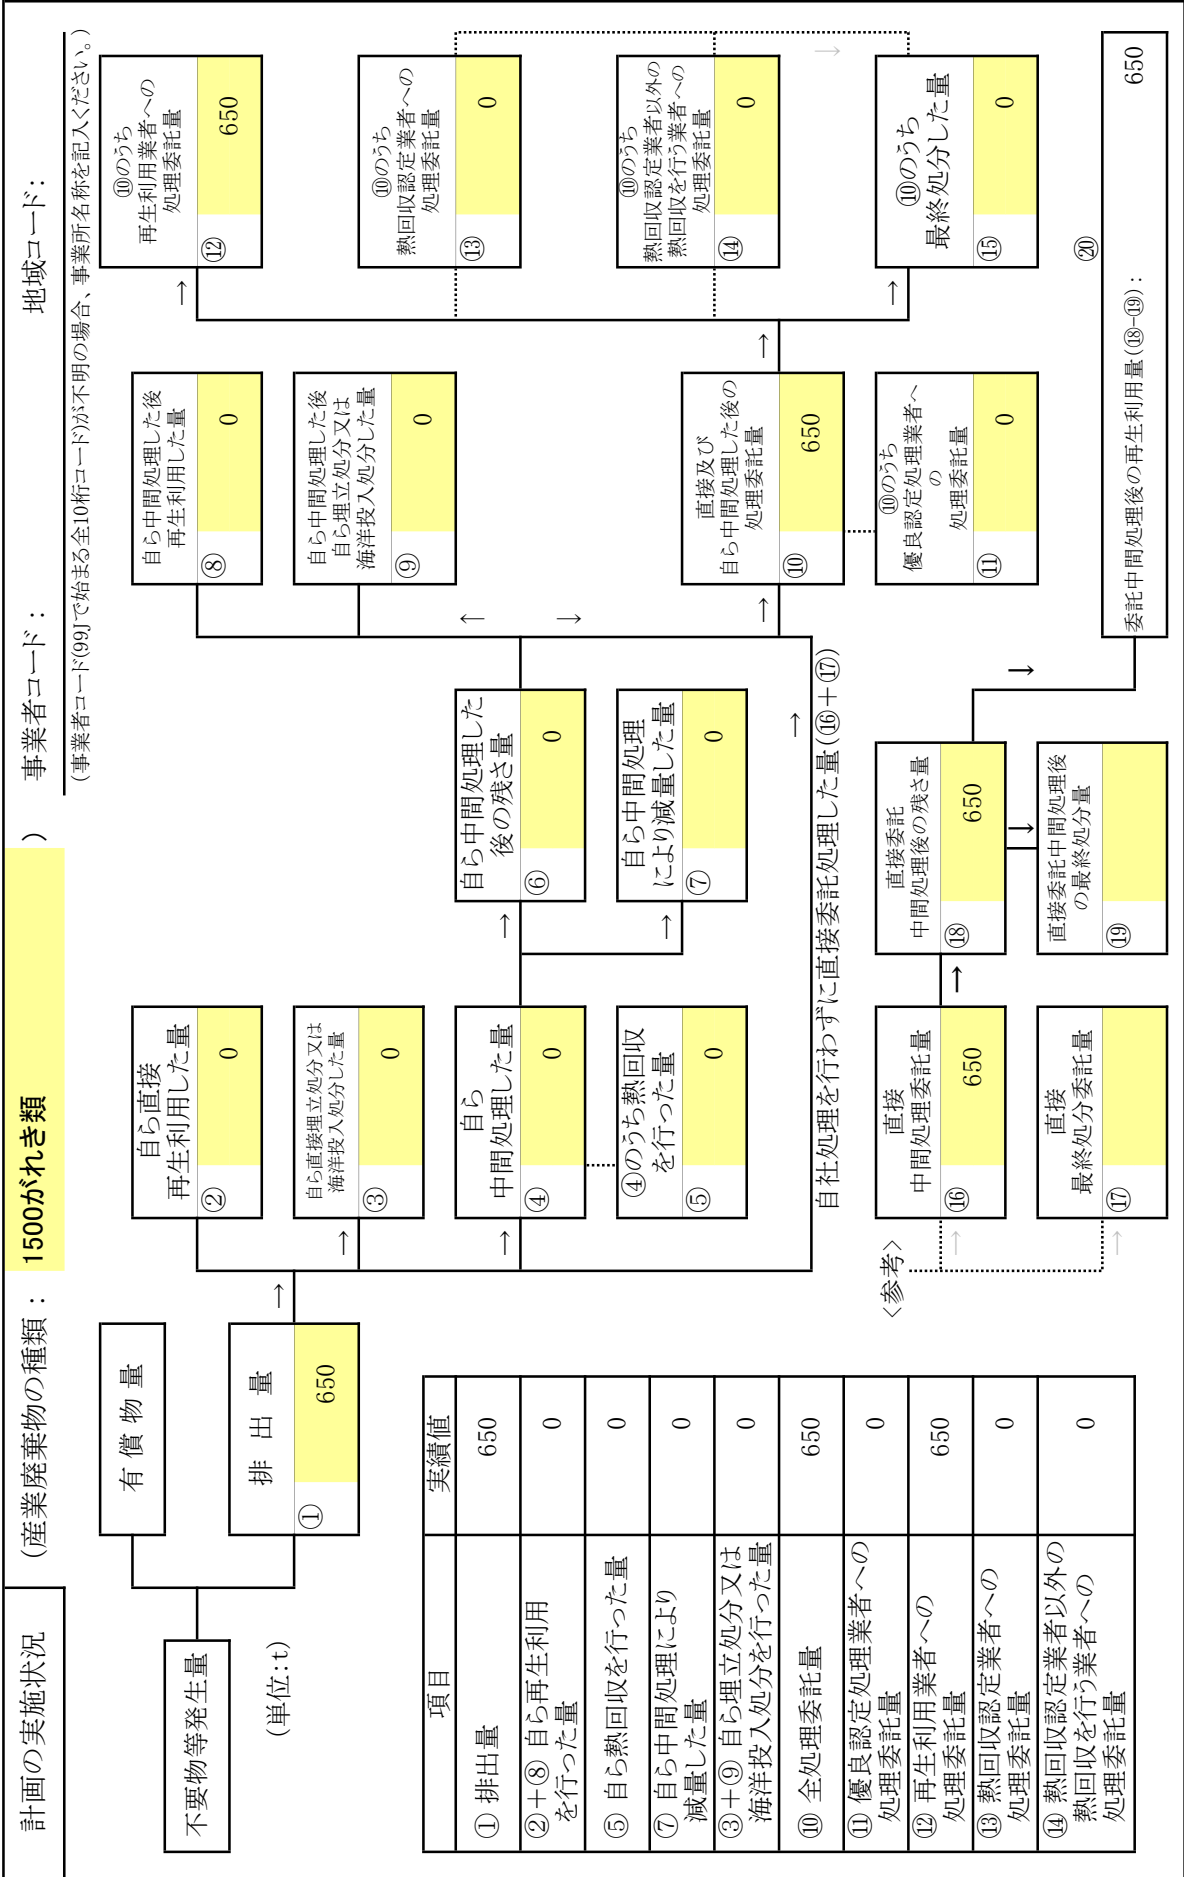 計画の実施状況
(産業廃棄物の種類 : 1500がれき類 )
事業者コード :
地域コード :
(事業者コード(99Jで始まる全10桁コード)が不明の場合、事業所名称を記入ください。)
不要物等発生量
(単位:t)
有 償 物 量
排 出 量
① 650
自ら直接
再生利用した量
② 0
自ら直接埋立処分又は
海洋投入処分した量
③ 0
自ら
中間処理した量
④ 0
④のうち熱回収
を行った量
⑤ 0
自ら中間処理した
後の残さ量
⑥ 0
自ら中間処理
により減量した量
⑦ 0
自ら中間処理した後
再生利用した量
⑧ 0
自ら中間処理した後
自ら埋立処分又は
海洋投入処分した量
⑨ 0
直接及び
自ら中間処理した後の
処理委託量
⑩ 650
⑩のうち
優良認定処理業者へ
の
処理委託量
⑪ 0
⑩のうち
再生利用業者への
処理委託量
⑫ 650
⑩のうち
熱回収認定業者への
処理委託量
⑬ 0
⑩のうち
熱回収認定業者以外の
熱回収を行う業者への
処理委託量
⑭ 0
⑩のうち
最終処分した量
⑮ 0
自社処理を行わずに直接委託処理した量(⑯+⑰)
<参考>
直接
中間処理委託量
⑯ 650
直接
最終処分委託量
⑰
直接委託
中間処理後の残さ量
⑱ 650
直接委託中間処理後
の最終処分量
⑲
⑳
委託中間処理後の再生利用量(⑱-⑲) : 650
項目 実績値
① 排出量 650
②+⑧ 自ら再生利用
を行った量 0
⑤ 自ら熱回収を行った量 0
⑦ 自ら中間処理により
減量した量 0
③+⑨ 自ら埋立処分又は
海洋投入処分を行った量 0
⑩ 全処理委託量 650
⑪ 優良認定処理業者への
処理委託量 0
⑫ 再生利用業者への
処理委託量 650
⑬ 熱回収認定業者への
処理委託量 0
⑭ 熱回収認定業者以外の
熱回収を行う業者への
処理委託量 0